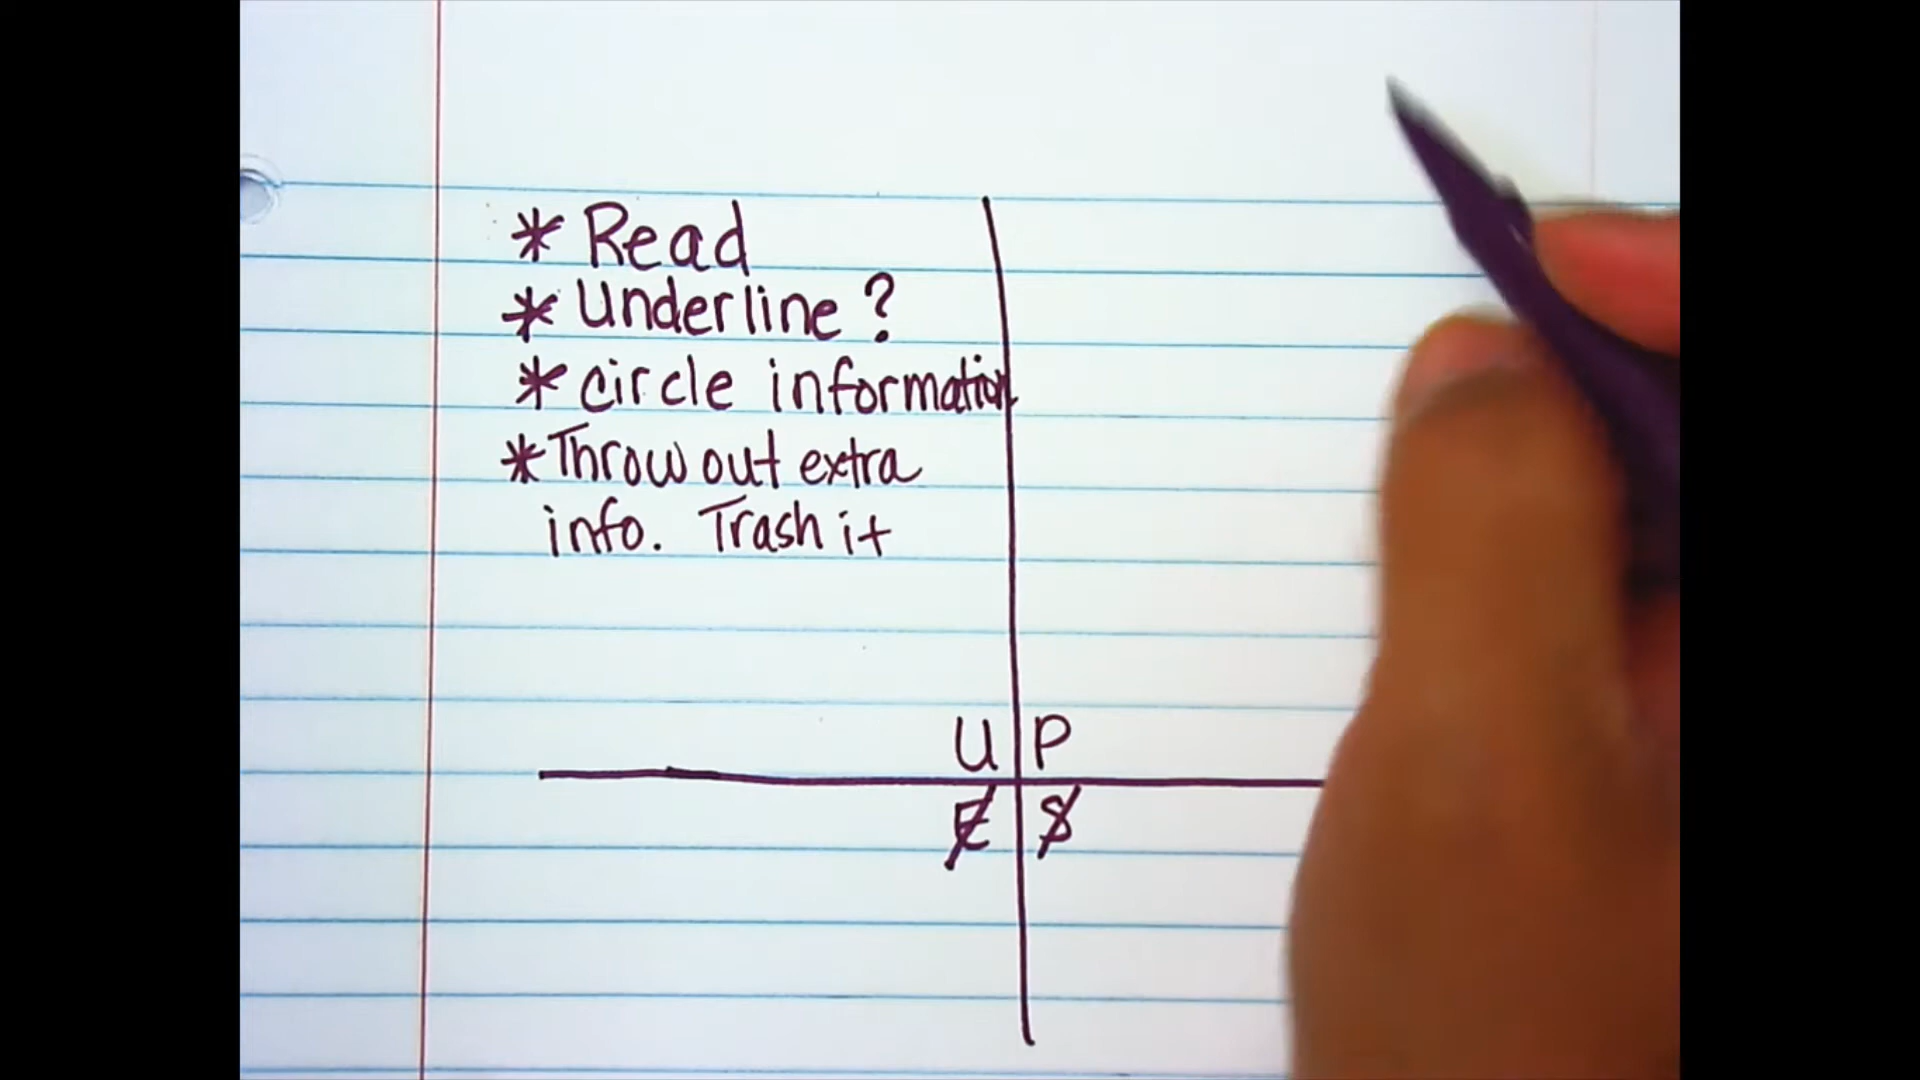 * Read
* Underline ?
* circle information
* Throw out extra
info. Trash it
U P
E S